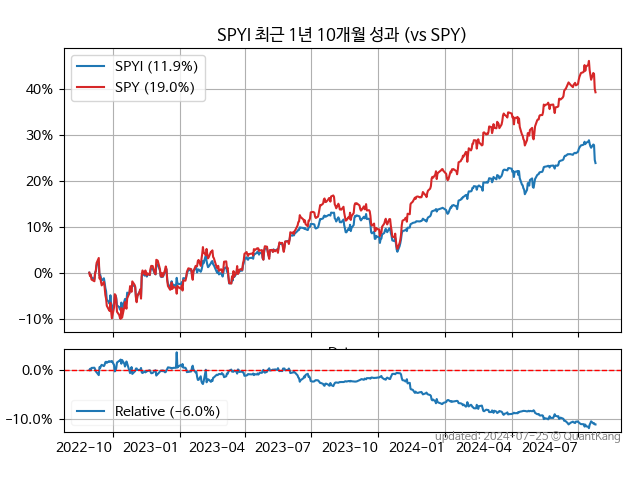 SPYI 최근 1년 10개월 성과 (vs SPY)
SPYI (11.9%)
SPY (19.0%)
40%
30%
20%
10%
0%
−10%
0.0%
−10.0%
Relative (−6.0%)
2022−10 2023−01 2023−04 2023−07 2023−10 2024−01 2024−04 2024−07
updated: 2024-07-25 © QuantKang